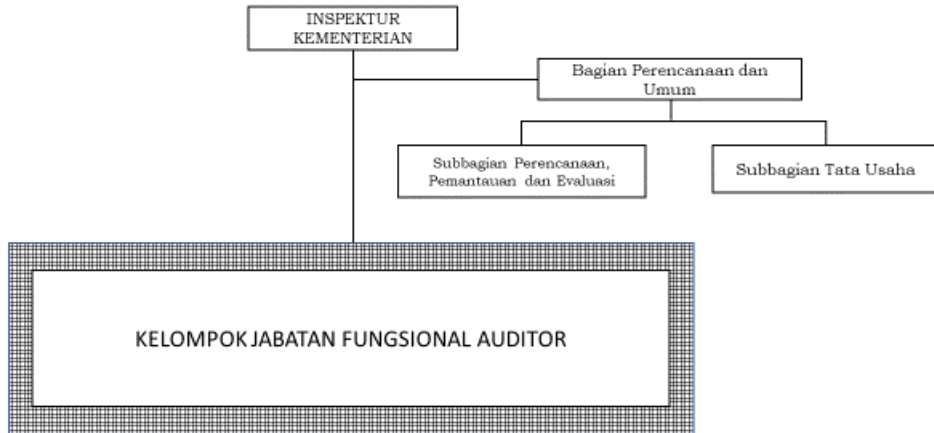 INSPEKTUR
KEMENTERIAN
Bagian Perencanaan dan
Umum
Subbagian Perencanaan,
Pemantauan dan Evaluasi
Subbagian Tata Usaha
KELOMPOK JABATAN FUNGSIONAL AUDITOR